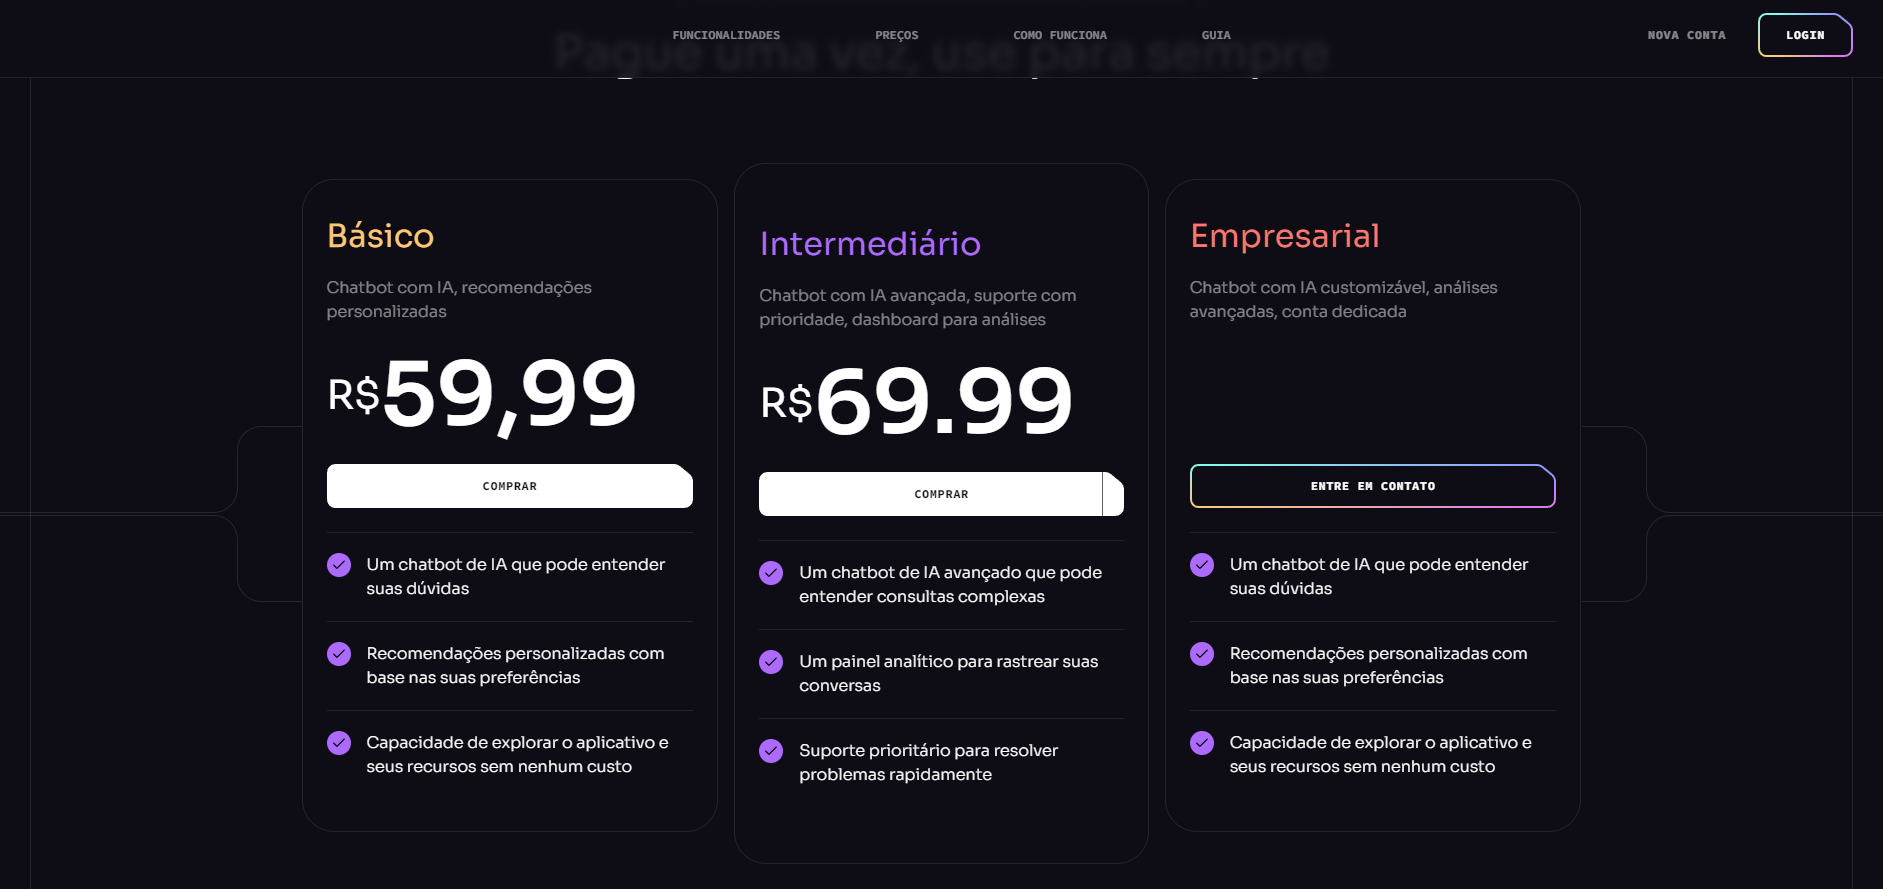 FUNCIONALIDADES
PREÇOS
COMO FUNCIONA
GUIA
NOVA CONTA
LOGIN
Pague uma vez, use para sempre
Básico
Chatbot com IA, recomendações
personalizadas
R$59,99
COMPRAR
Um chatbot de IA que pode entender
suas dúvidas
Recomendações personalizadas com
base nas suas preferências
Capacidade de explorar o aplicativo e
seus recursos sem nenhum custo
Intermediário
Chatbot com IA avançada, suporte com
prioridade, dashboard para análises
R$69.99
COMPRAR
Um chatbot de IA avançado que pode
entender consultas complexas
Um painel analítico para rastrear suas
conversas
Suporte prioritário para resolver
problemas rapidamente
Empresarial
Chatbot com IA customizável, análises
avançadas, conta dedicada
ENTRE EM CONTATO
Um chatbot de IA que pode entender
suas dúvidas
Recomendações personalizadas com
base nas suas preferências
Capacidade de explorar o aplicativo e
seus recursos sem nenhum custo